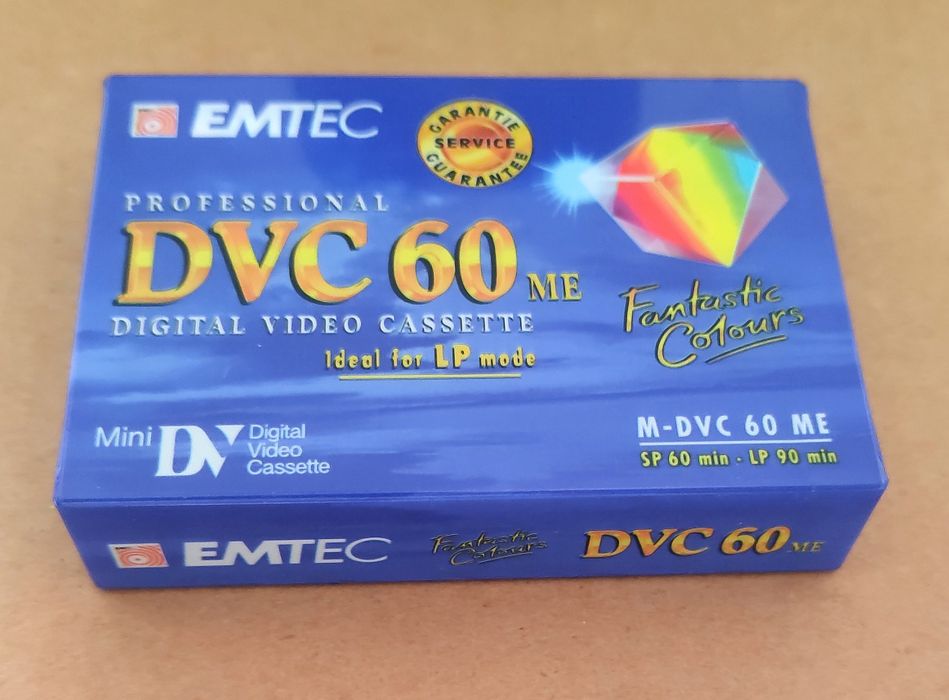 EMTEC
GARANTIE
SERVICE
GUARANTEE
PROFESSIONAL
DVC 60 ME
DIGITAL VIDEO CASSETTE
Ideal for LP mode
Fantastic
Colours
Mini DV Digital
Video
Cassette
M-DVC 60 ME
SP 60 min - LP 90 min
EMTEC
Fantastic
Colours
DVC 60 ME